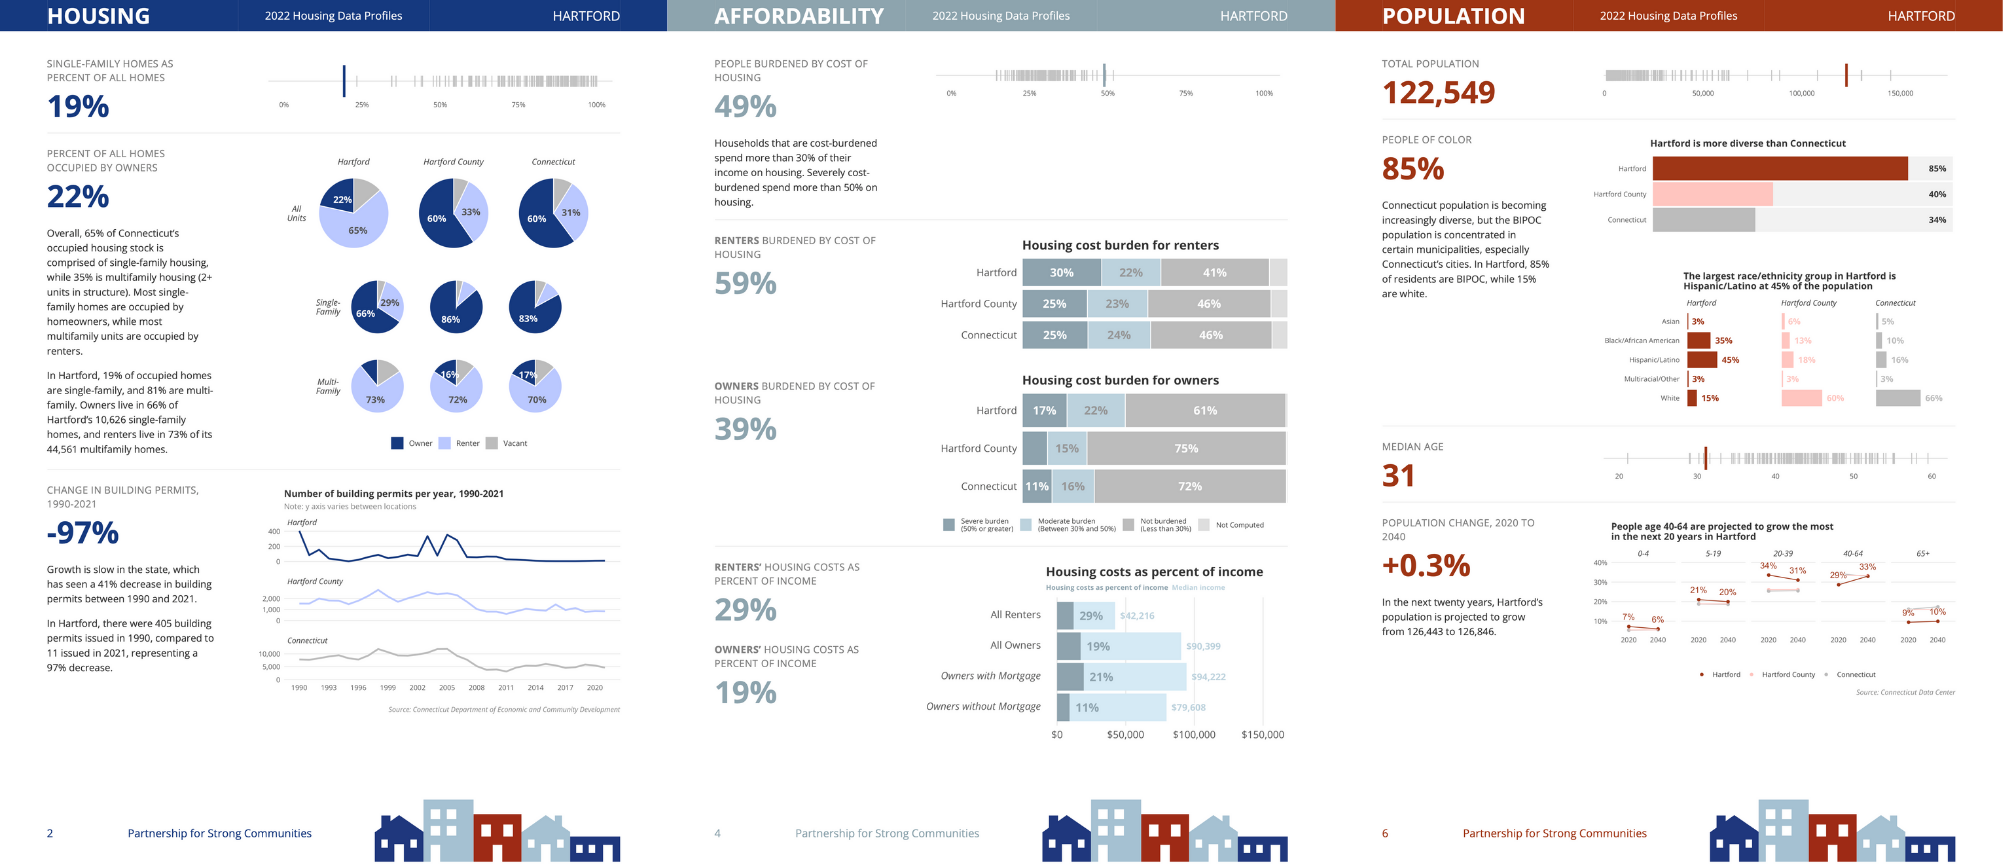 HOUSING
2022 Housing Data Profiles
HARTFORD
SINGLE-FAMILY HOMES AS
PERCENT OF ALL HOMES
19%
0%
25%
50%
75%
100%
PERCENT OF ALL HOMES
OCCUPIED BY OWNERS
22%
Overall, 65% of Connecticut's
occupied housing stock is
comprised of single-family housing,
while 35% is multifamily housing (2+
units in structure). Most single-
family homes are occupied by
homeowners, while most
multifamily units are occupied by
renters.
In Hartford, 19% of occupied homes
are single-family, and 81% are multi-
family. Owners live in 66% of
Hartford's 10,626 single-family
homes, and renters live in 73% of its
44,561 multifamily homes.
Hartford
Hartford County
Connecticut
All
Units
22%
65%
60%
33%
60%
31%
Single-
Family
66%
29%
86%
83%
Multi-
Family
73%
16%
72%
17%
70%
Owner
Renter
Vacant
CHANGE IN BUILDING PERMITS,
1990-2021
-97%
Growth is slow in the state, which
has seen a 41% decrease in building
permits between 1990 and 2021.
In Hartford, there were 405 building
permits issued in 1990, compared to
11 issued in 2021, representing a
97% decrease.
Number of building permits per year, 1990-2021
Note: y axis varies between locations
Hartford
400
200
0
Hartford County
2,000
1,000
0
Connecticut
10,000
5,000
0
1990
1993
1996
1999
2002
2005
2008
2011
2014
2017
2020
Source: Connecticut Department of Economic and Community Development
2
Partnership for Strong Communities
AFFORDABILITY
2022 Housing Data Profiles
HARTFORD
PEOPLE BURDENED BY COST OF
HOUSING
49%
0%
25%
50%
75%
100%
Households that are cost-burdened
spend more than 30% of their
income on housing. Severely cost-
burdened spend more than 50% on
housing.
RENTERS BURDENED BY COST OF
HOUSING
59%
Housing cost burden for renters
Hartford
30%
22%
41%
Hartford County
25%
23%
46%
Connecticut
25%
24%
46%
OWNERS BURDENED BY COST OF
HOUSING
39%
Housing cost burden for owners
Hartford
17%
22%
61%
Hartford County
15%
75%
Connecticut
11%
16%
72%
Severe burden
(50% or greater)
Moderate burden
(Between 30% and 50%)
Not burdened
(Less than 30%)
Not Computed
RENTERS' HOUSING COSTS AS
PERCENT OF INCOME
29%
OWNERS' HOUSING COSTS AS
PERCENT OF INCOME
19%
Housing costs as percent of income
Housing costs as percent of income Median income
All Renters
29%
$42,216
All Owners
19%
$90,399
Owners with Mortgage
21%
$94,222
Owners without Mortgage
11%
$79,608
$0
$50,000
$100,000
$150,000
4
Partnership for Strong Communities
POPULATION
2022 Housing Data Profiles
HARTFORD
TOTAL POPULATION
122,549
0
50,000
100,000
150,000
PEOPLE OF COLOR
85%
Connecticut population is becoming
increasingly diverse, but the BIPOC
population is concentrated in
certain municipalities, especially
Connecticut's cities. In Hartford, 85%
of residents are BIPOC, while 15%
are white.
Hartford is more diverse than Connecticut
Hartford
85%
Hartford County
40%
Connecticut
34%
The largest race/ethnicity group in Hartford is
Hispanic/Latino at 45% of the population
Hartford
Hartford County
Connecticut
Asian
3%
6%
5%
Black/African American
35%
13%
10%
Hispanic/Latino
45%
18%
16%
Multiracial/Other
3%
3%
3%
White
15%
60%
66%
MEDIAN AGE
31
20
30
40
50
60
POPULATION CHANGE, 2020 TO
2040
+0.3%
In the next twenty years, Hartford's
population is projected to grow
from 126,443 to 126,846.
People age 40-64 are projected to grow the most
in the next 20 years in Hartford
0-4
5-19
20-39
40-64
65+
40%
30%
20%
10%
7%
6%
21%
20%
34%
31%
29%
33%
9%
10%
2020
2040
2020
2040
2020
2040
2020
2040
2020
2040
Hartford
Hartford County
Connecticut
Source: Connecticut Data Center
6
Partnership for Strong Communities